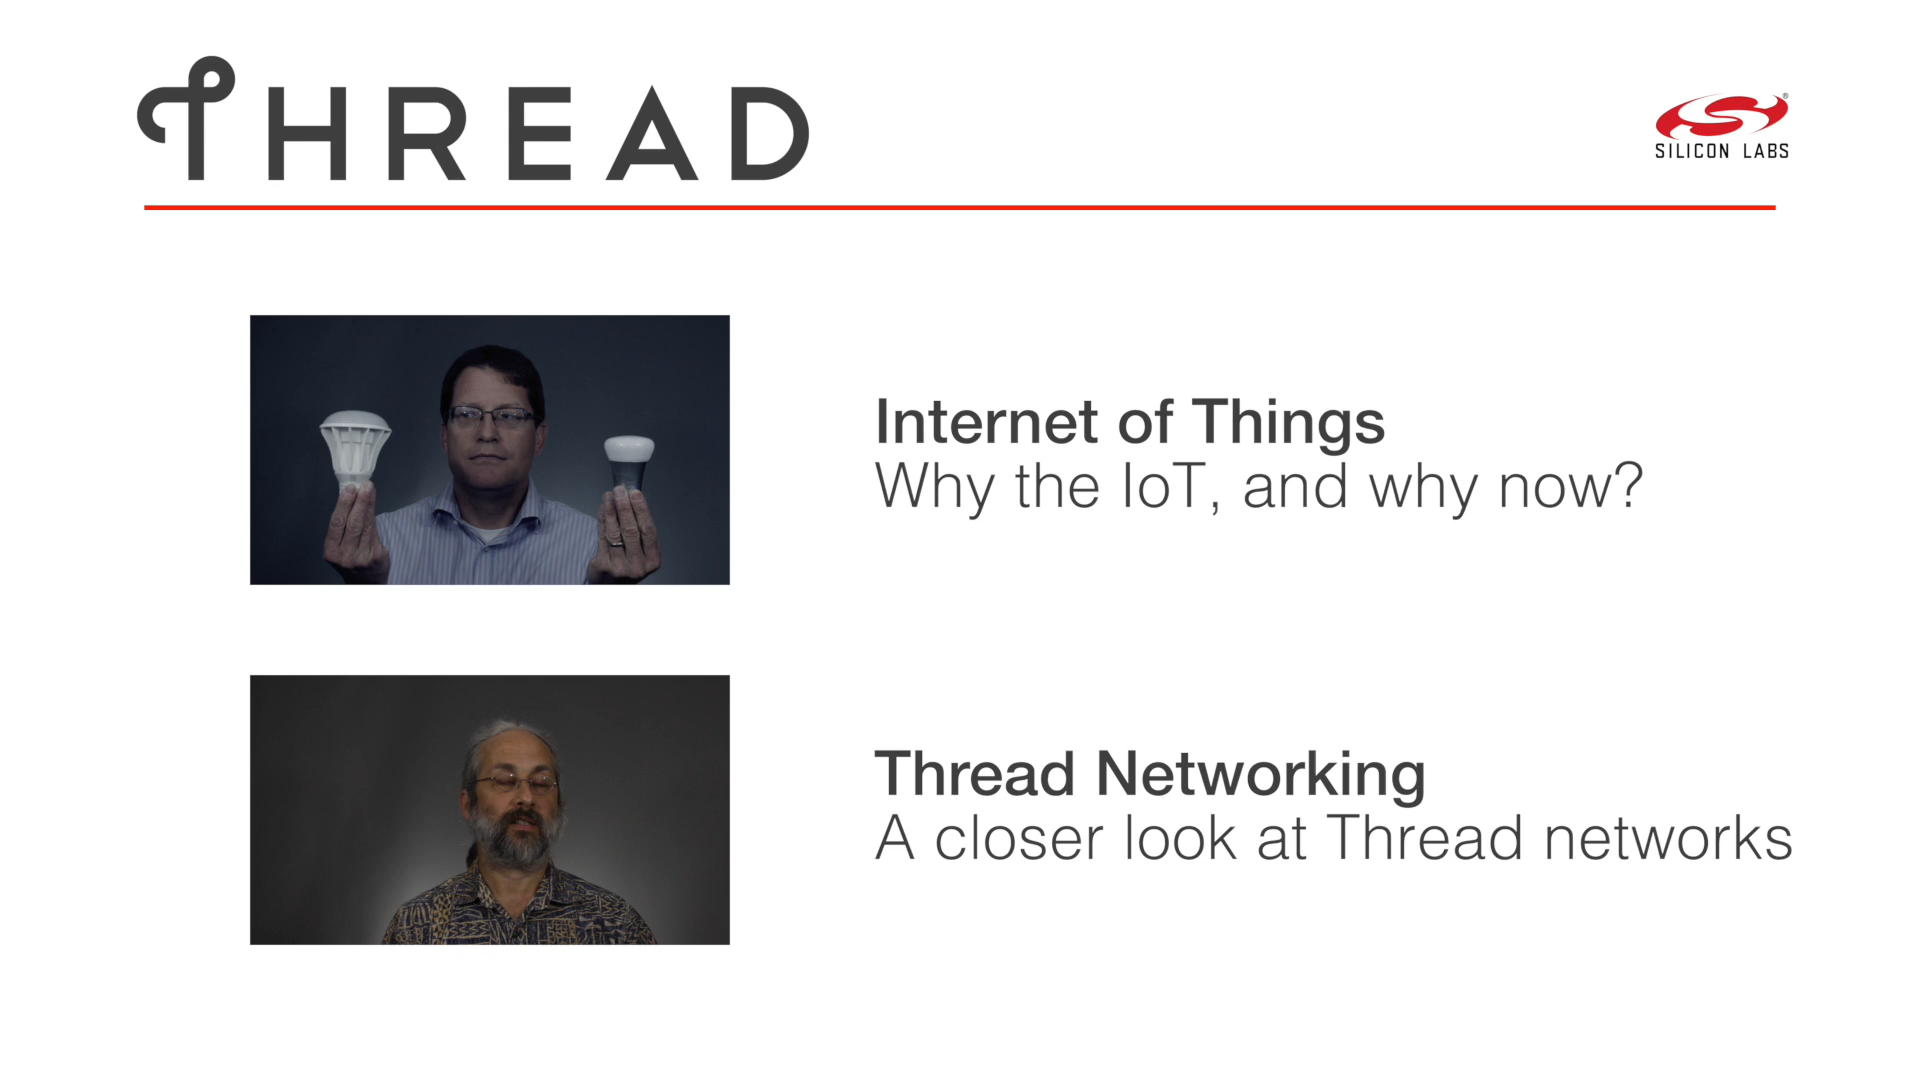 THREAD
SILICON LABS
Internet of Things
Why the IoT, and why now?
Thread Networking
A closer look at Thread networks